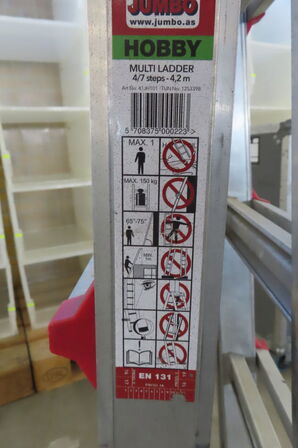 JUMBO
www.jumbo.as
HOBBY
MULTI LADDER
4/7 steps - 4,2 m
5 708375 000223 >
MAX. 1
MAX. 150 kg
65°-75°
MIN.
EN 131